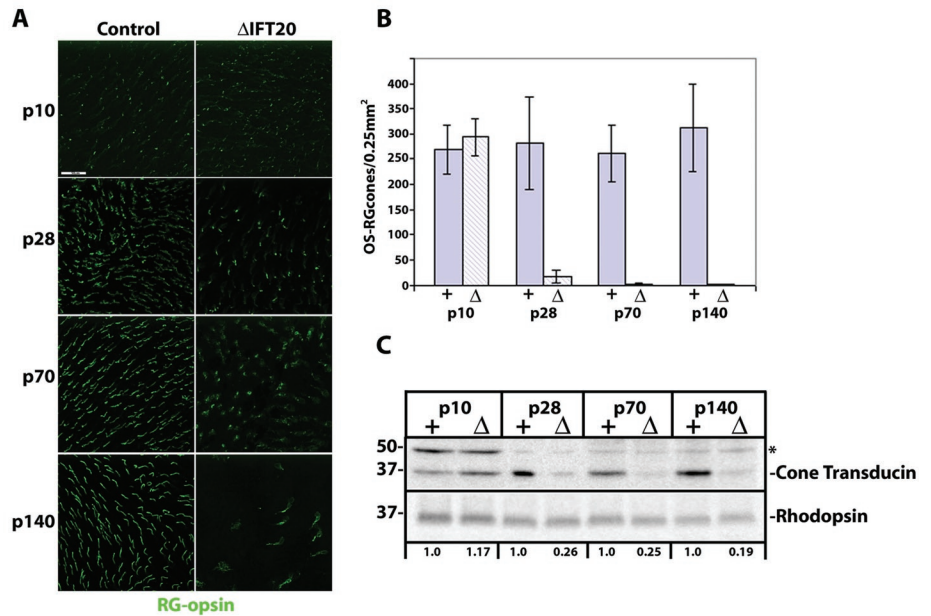 A
Control
ΔIFT20
p10
p28
p70
p140
RG-opsin
B
OS-RGcones/0.25mm²
400
350
300
250
200
150
100
50
0
+ Δ + Δ + Δ + Δ
p10 p28 p70 p140
C
p10 p28 p70 p140
+ Δ + Δ + Δ + Δ
50- *
37- -Cone Transducin
37- -Rhodopsin
1.0 1.17 1.0 0.26 1.0 0.25 1.0 0.19